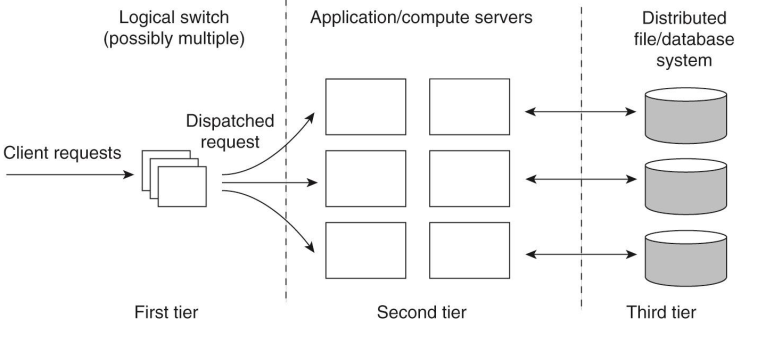 Logical switch
(possibly multiple)
Application/compute servers
Distributed
file/database
system
Dispatched
request
Client requests
First tier
Second tier
Third tier